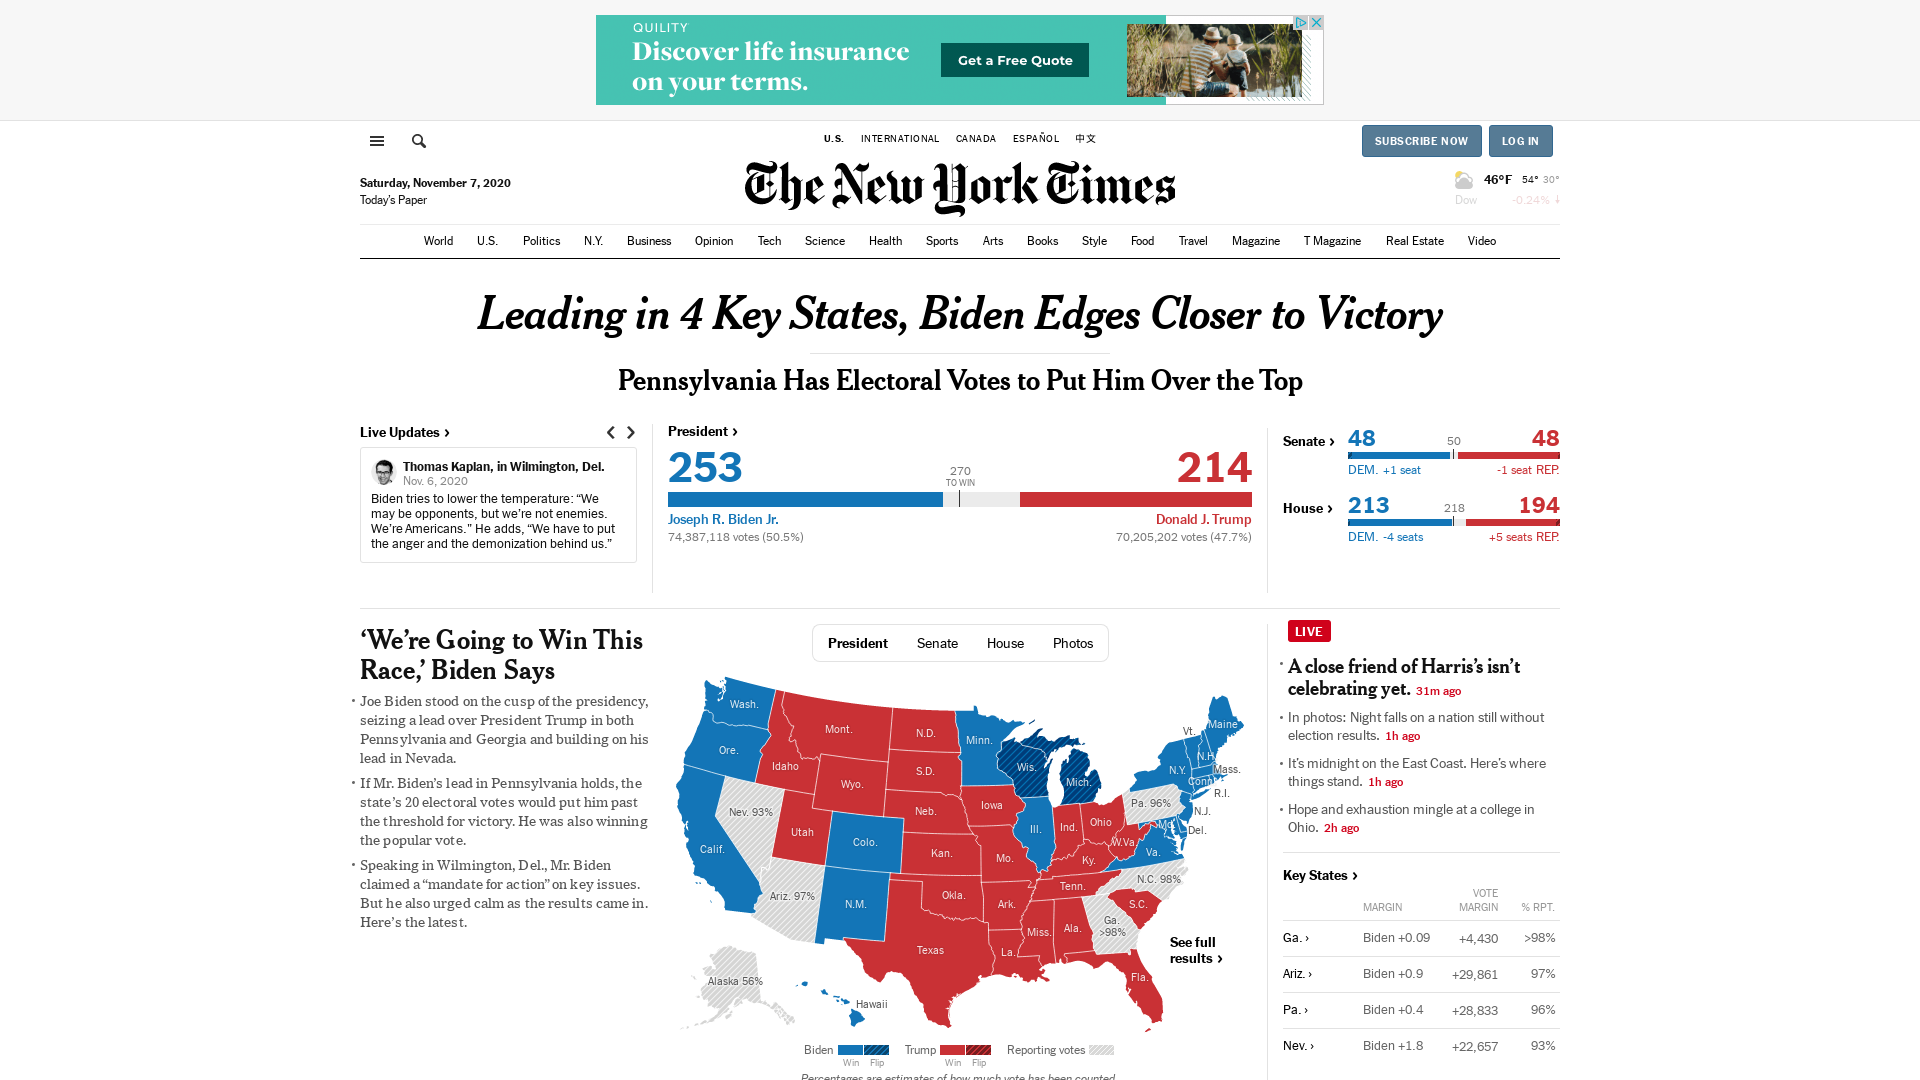 QUILITY
Discover life insurance
on your terms.
Get a Free Quote
U.S. INTERNATIONAL CANADA ESPAÑOL 中文
SUBSCRIBE NOW LOG IN
The New York Times
Saturday, November 7, 2020
Today's Paper
46°F 54° 30°
Dow -0.24% ↓
World U.S. Politics N.Y. Business Opinion Tech Science Health Sports Arts Books Style Food Travel Magazine T Magazine Real Estate Video
Leading in 4 Key States, Biden Edges Closer to Victory
Pennsylvania Has Electoral Votes to Put Him Over the Top
Live Updates ›
Thomas Kaplan, in Wilmington, Del.
Nov. 6, 2020
Biden tries to lower the temperature: “We
may be opponents, but we’re not enemies.
We’re Americans.” He adds, “We have to put
the anger and the demonization behind us.”
President ›
253 270 214
TO WIN
Joseph R. Biden Jr. Donald J. Trump
74,387,118 votes (50.5%) 70,205,202 votes (47.7%)
Senate › 48 50 48
DEM. +1 seat -1 seat REP.
House › 213 218 194
DEM. -4 seats +5 seats REP.
‘We’re Going to Win This
Race,’ Biden Says
• Joe Biden stood on the cusp of the presidency,
seizing a lead over President Trump in both
Pennsylvania and Georgia and building on his
lead in Nevada.
• If Mr. Biden’s lead in Pennsylvania holds, the
state’s 20 electoral votes would put him past
the threshold for victory. He was also winning
the popular vote.
• Speaking in Wilmington, Del., Mr. Biden
claimed a “mandate for action” on key issues.
But he also urged calm as the results came in.
Here’s the latest.
President Senate House Photos
Wash.
Mont.
N.D.
Minn.
Vt.
Maine
Ore.
Idaho
S.D.
Wis.
Mich.
N.Y.
N.H.
Mass.
Conn.
R.I.
Wyo.
Neb.
Iowa
Pa. 96%
N.J.
Nev. 93%
Utah
Colo.
Kan.
Mo.
Ill.
Ind.
Ohio
W.Va.
Md.
Del.
Va.
Ky.
Calif.
Ariz. 97%
N.M.
Okla.
Ark.
Tenn.
N.C. 98%
S.C.
Texas
La.
Miss.
Ala.
Ga.
>98%
Fla.
Alaska 56%
Hawaii
See full
results ›
Biden Trump Reporting votes
Win Flip Win Flip
Percentages are estimates of how much vote has been counted
LIVE
• A close friend of Harris’s isn’t
celebrating yet. 31m ago
• In photos: Night falls on a nation still without
election results. 1h ago
• It’s midnight on the East Coast. Here’s where
things stand. 1h ago
• Hope and exhaustion mingle at a college in
Ohio. 2h ago
Key States ›
MARGIN VOTE MARGIN % RPT.
Ga. › Biden +0.09 +4,430 >98%
Ariz. › Biden +0.9 +29,861 97%
Pa. › Biden +0.4 +28,833 96%
Nev. › Biden +1.8 +22,657 93%